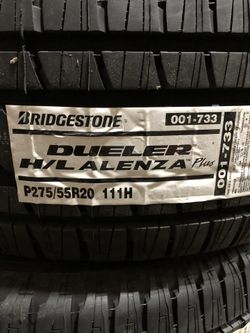 BRIDGESTONE 001-733
DUELER
H/L ALENZA Plus
P275/55R20 111H
001-733